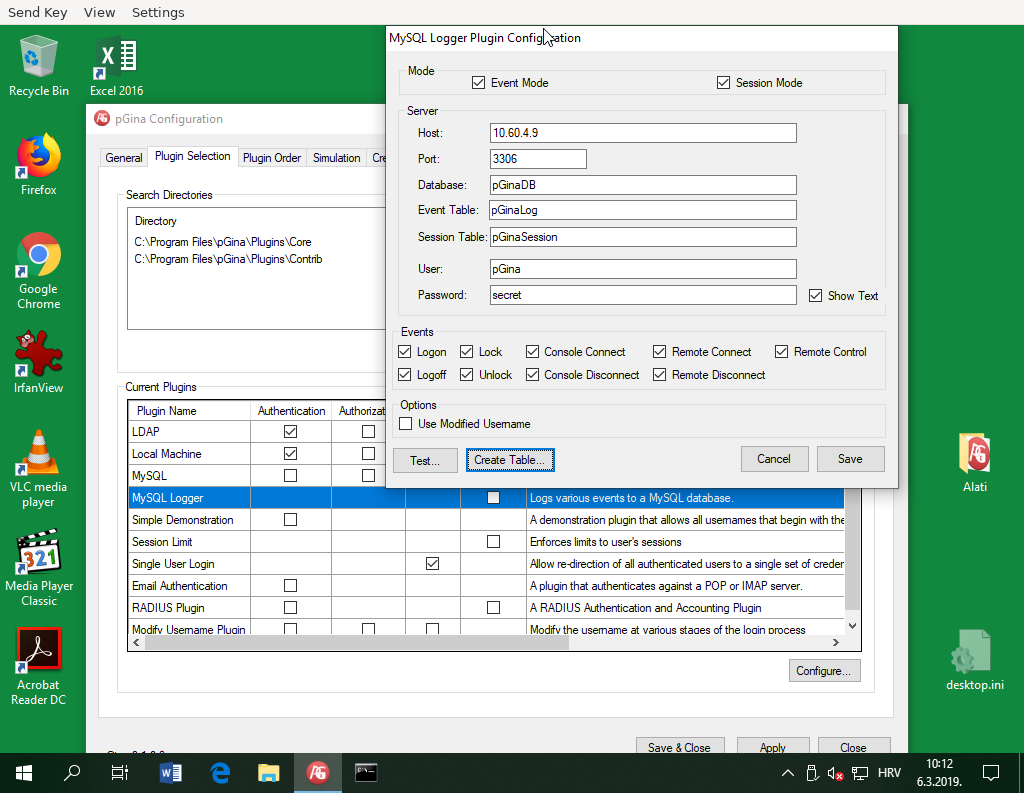 Send Key View Settings
Recycle Bin
Excel 2016
Firefox
Google
Chrome
IrfanView
VLC media
player
Media Player
Classic
Acrobat
Reader DC
Alati
desktop.ini
pGina Configuration
General Plugin Selection Plugin Order Simulation Cre
Search Directories
Directory
C:\Program Files\pGina\Plugins\Core
C:\Program Files\pGina\Plugins\Contrib
Current Plugins
Plugin Name Authentication Authorizat
LDAP
Local Machine
MySQL
MySQL Logger Logs various events to a MySQL database.
Simple Demonstration A demonstration plugin that allows all usernames that begin with the
Session Limit Enforces limits to user's sessions
Single User Login Allow re-direction of all authenticated users to a single set of creder
Email Authentication A plugin that authenticates against a POP or IMAP server.
RADIUS Plugin A RADIUS Authentication and Accounting Plugin
Modify Username Plugin Modify the username at various stages of the login process
Configure...
Save & Close Apply Close
MySQL Logger Plugin Configuration
Mode
Event Mode Session Mode
Server
Host: 10.60.4.9
Port: 3306
Database: pGinaDB
Event Table: pGinaLog
Session Table: pGinaSession
User: pGina
Password: secret Show Text
Events
Logon Lock Console Connect Remote Connect Remote Control
Logoff Unlock Console Disconnect Remote Disconnect
Options
Use Modified Username
Test... Create Table... Cancel Save
HRV
10:12
6.3.2019.